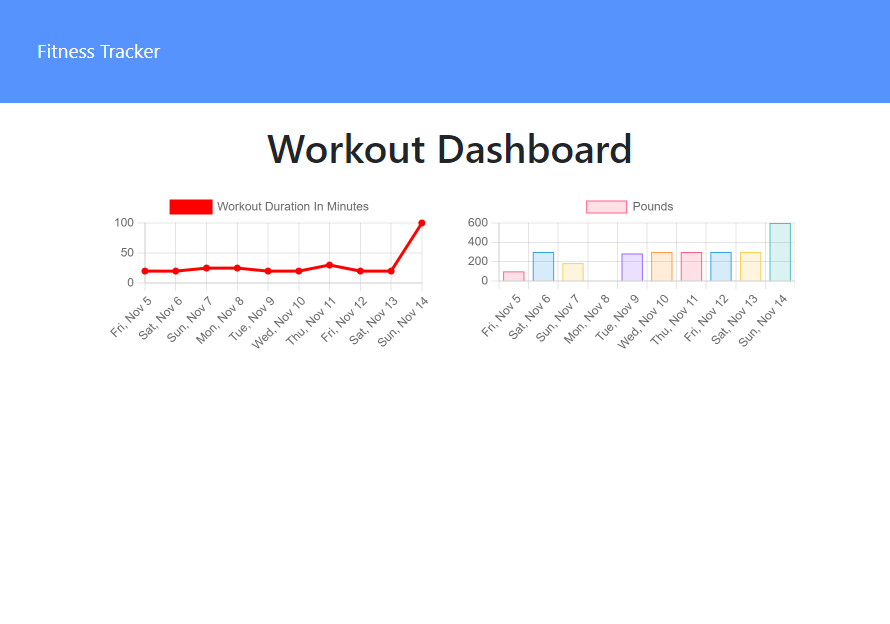 Fitness Tracker
Workout Dashboard
Workout Duration In Minutes
100
50
0
Fri, Nov 5
Sat, Nov 6
Sun, Nov 7
Mon, Nov 8
Tue, Nov 9
Wed, Nov 10
Thu, Nov 11
Fri, Nov 12
Sat, Nov 13
Sun, Nov 14
Pounds
600
400
200
0
Fri, Nov 5
Sat, Nov 6
Sun, Nov 7
Mon, Nov 8
Tue, Nov 9
Wed, Nov 10
Thu, Nov 11
Fri, Nov 12
Sat, Nov 13
Sun, Nov 14